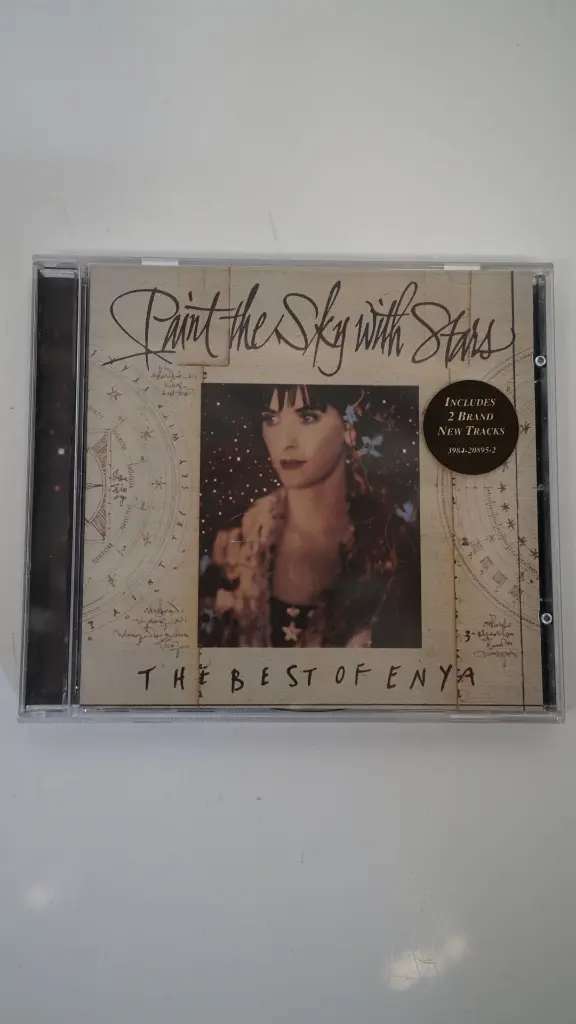 Paint the Sky with Stars
INCLUDES
2 BRAND
NEW TRACKS
3984-20895-2
THE BEST OF ENYA